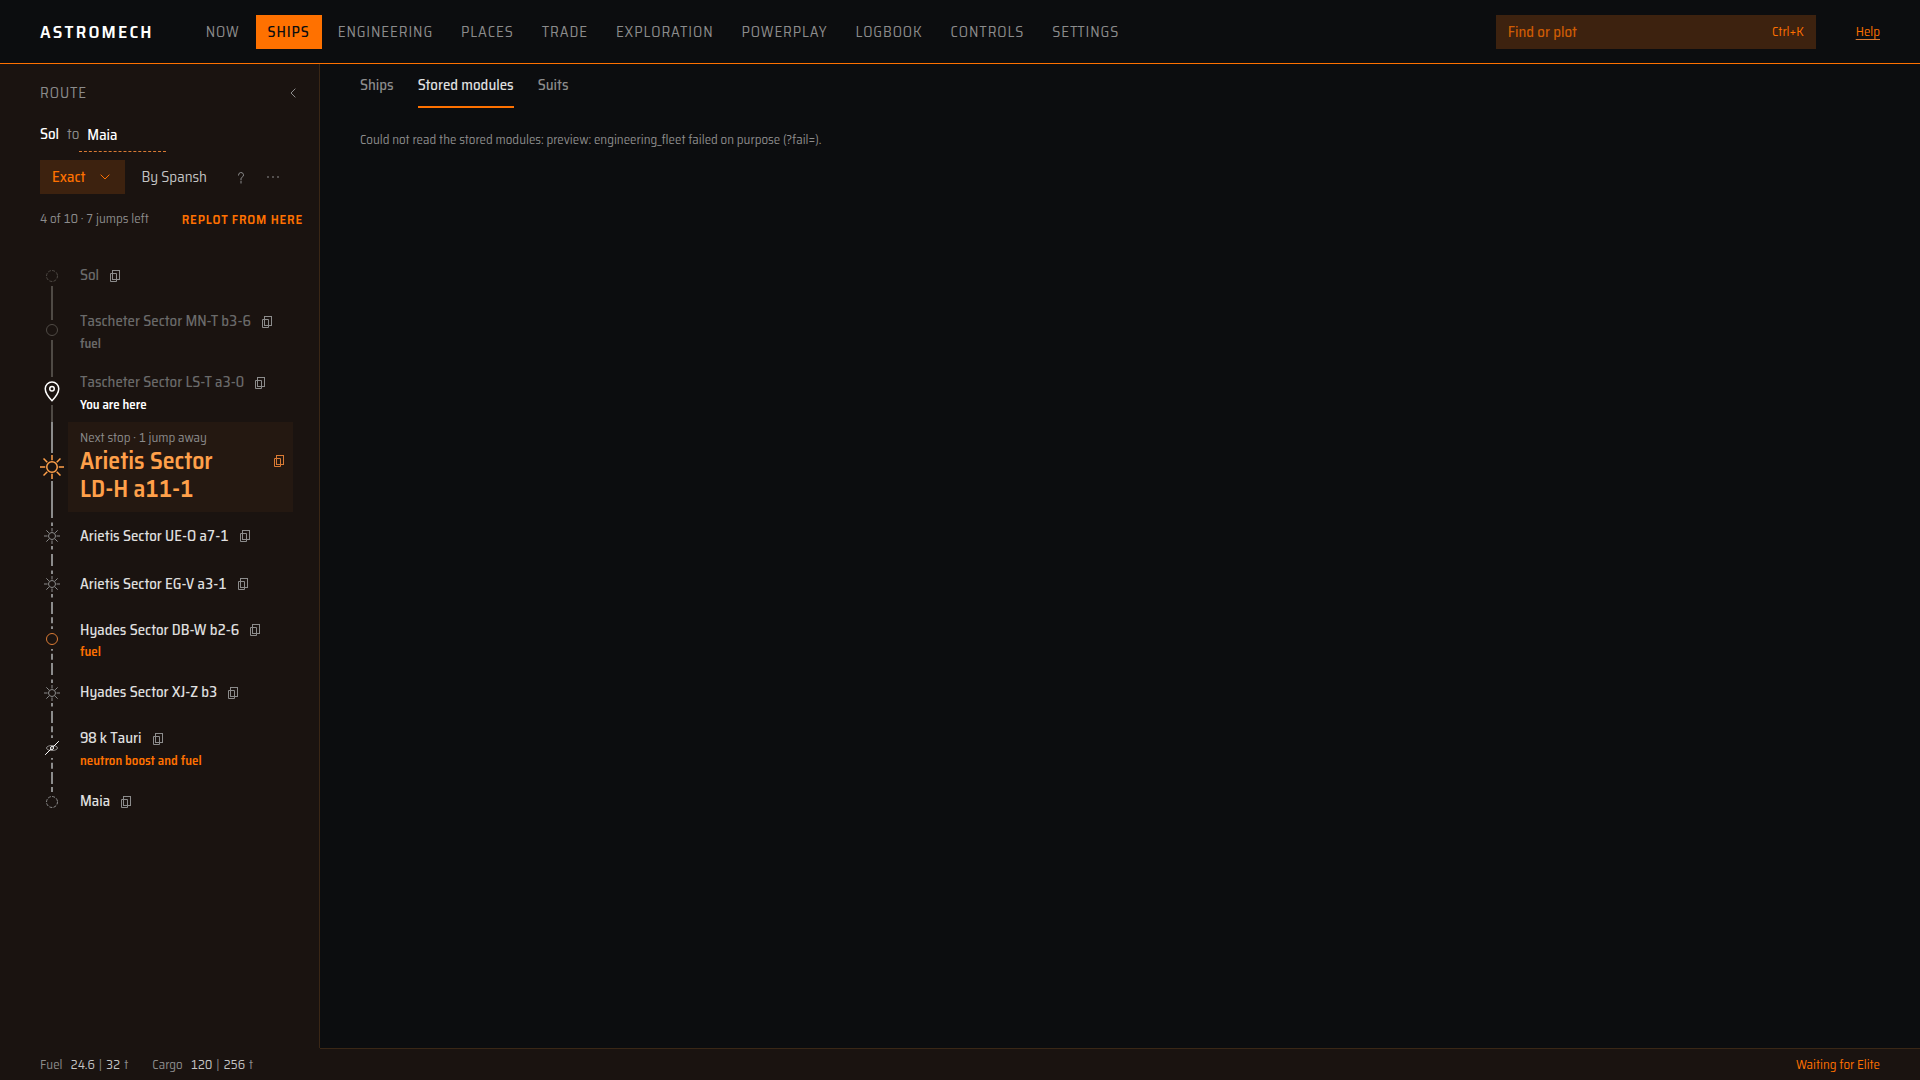 ASTROMECH NOW SHIPS ENGINEERING PLACES TRADE EXPLORATION POWERPLAY LOGBOOK CONTROLS SETTINGS Find or plot Ctrl+K Help
ROUTE
Sol to Maia
Exact By Spansh ? ···
4 of 10 · 7 jumps left REPLOT FROM HERE
Sol
Tascheter Sector MN-T b3-6
fuel
Tascheter Sector LS-T a3-0
You are here
Next stop · 1 jump away
Arietis Sector
LD-H a11-1
Arietis Sector UE-O a7-1
Arietis Sector EG-V a3-1
Hyades Sector DB-W b2-6
fuel
Hyades Sector XJ-Z b3
98 k Tauri
neutron boost and fuel
Maia
Ships Stored modules Suits
Could not read the stored modules: preview: engineering_fleet failed on purpose (?fail=).
Fuel 24.6 | 32 t Cargo 120 | 256 t Waiting for Elite